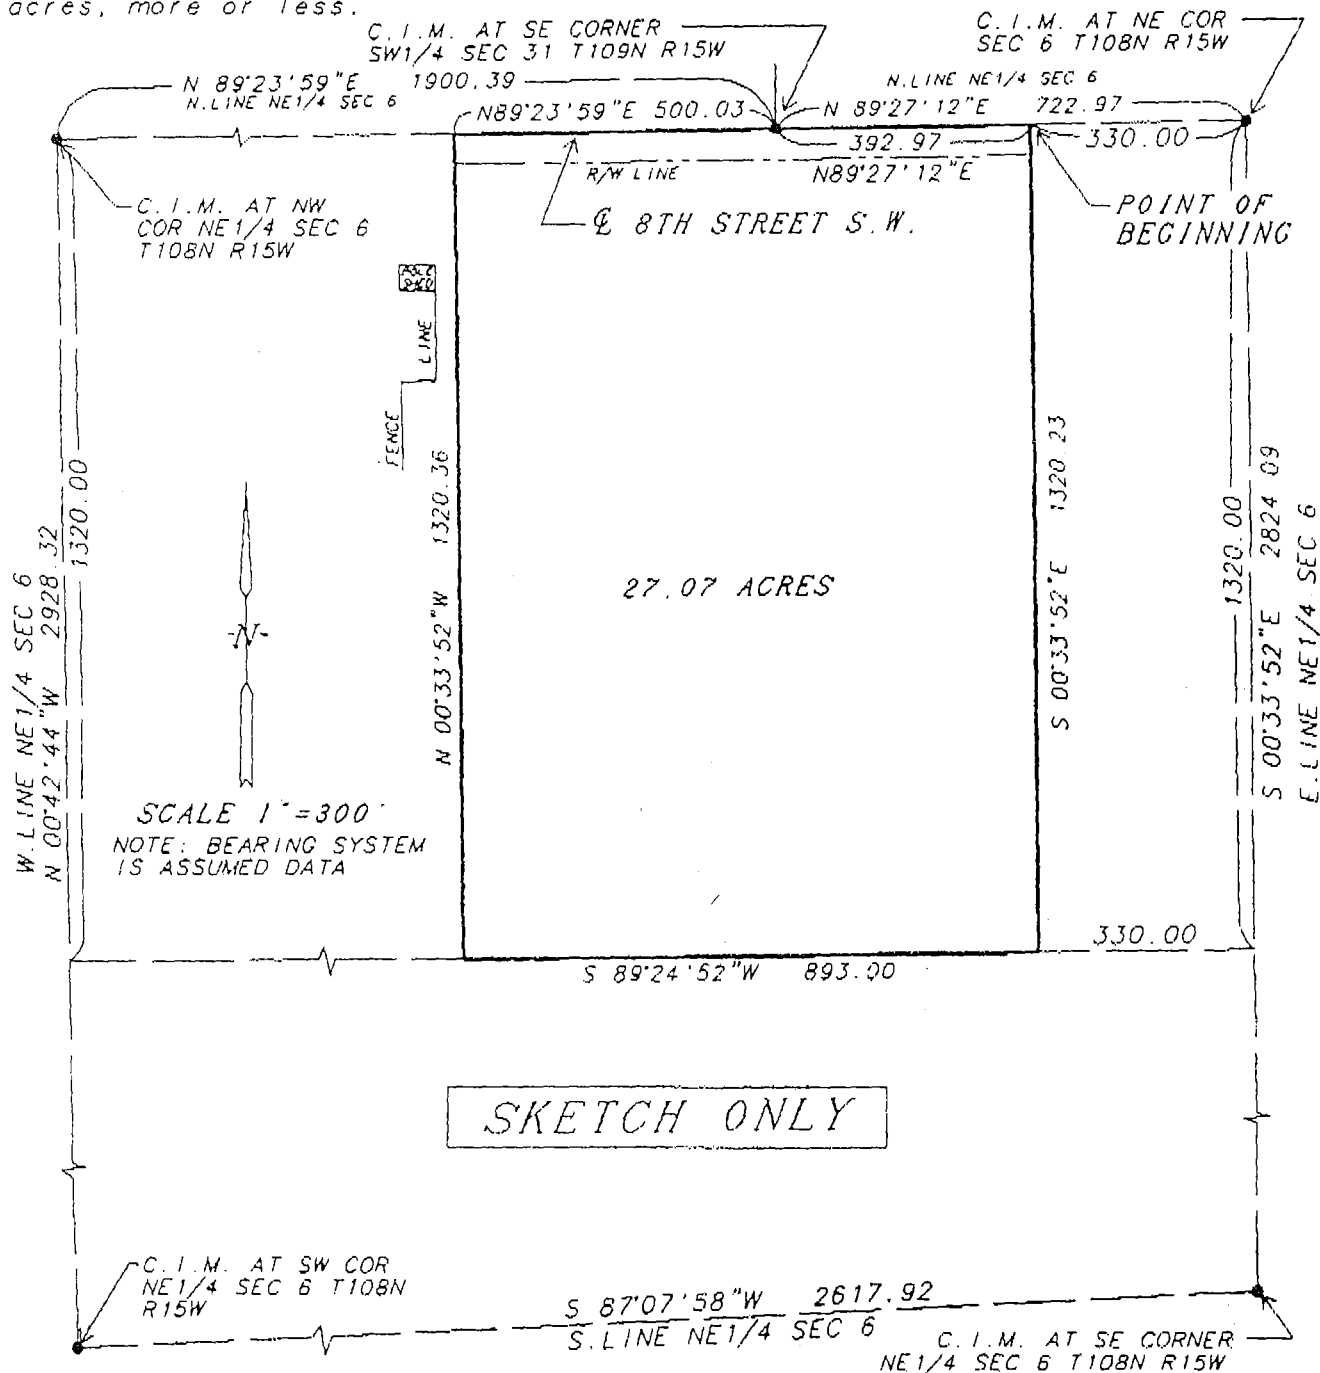 acres, more or less.
C.I.M. AT SE CORNER
SW1/4 SEC 31 T109N R15W
C.I.M. AT NE COR
SEC 6 T108N R15W
N 89°23'59"E 1900.39
N.LINE NE1/4 SEC 6
N.LINE NE1/4 SEC 6
N89°23'59"E 500.03
N 89°27'12"E 722.97
392.97
330.00
R/W LINE
N89°27'12"E
C.I.M. AT NW
COR NE1/4 SEC 6
T108N R15W
℄ 8TH STREET S.W.
POINT OF
BEGINNING
LINE
FENCE
W.LINE NE1/4 SEC 6
N 00°42'44"W 2928.32
1320.00
N 00°33'52"W 1320.36
27.07 ACRES
S 00°33'52"E 1320.23
1320.00
S 00°33'52"E 2824 09
E.LINE NE1/4 SEC 6
-N-
SCALE 1"=300'
NOTE: BEARING SYSTEM
IS ASSUMED DATA
330.00
S 89°24'52"W 893.00
SKETCH ONLY
C.I.M. AT SW COR
NE1/4 SEC 6 T108N
R15W
S 87°07'58"W 2617.92
S.LINE NE1/4 SEC 6
C.I.M. AT SE CORNER
NE1/4 SEC 6 T108N R15W